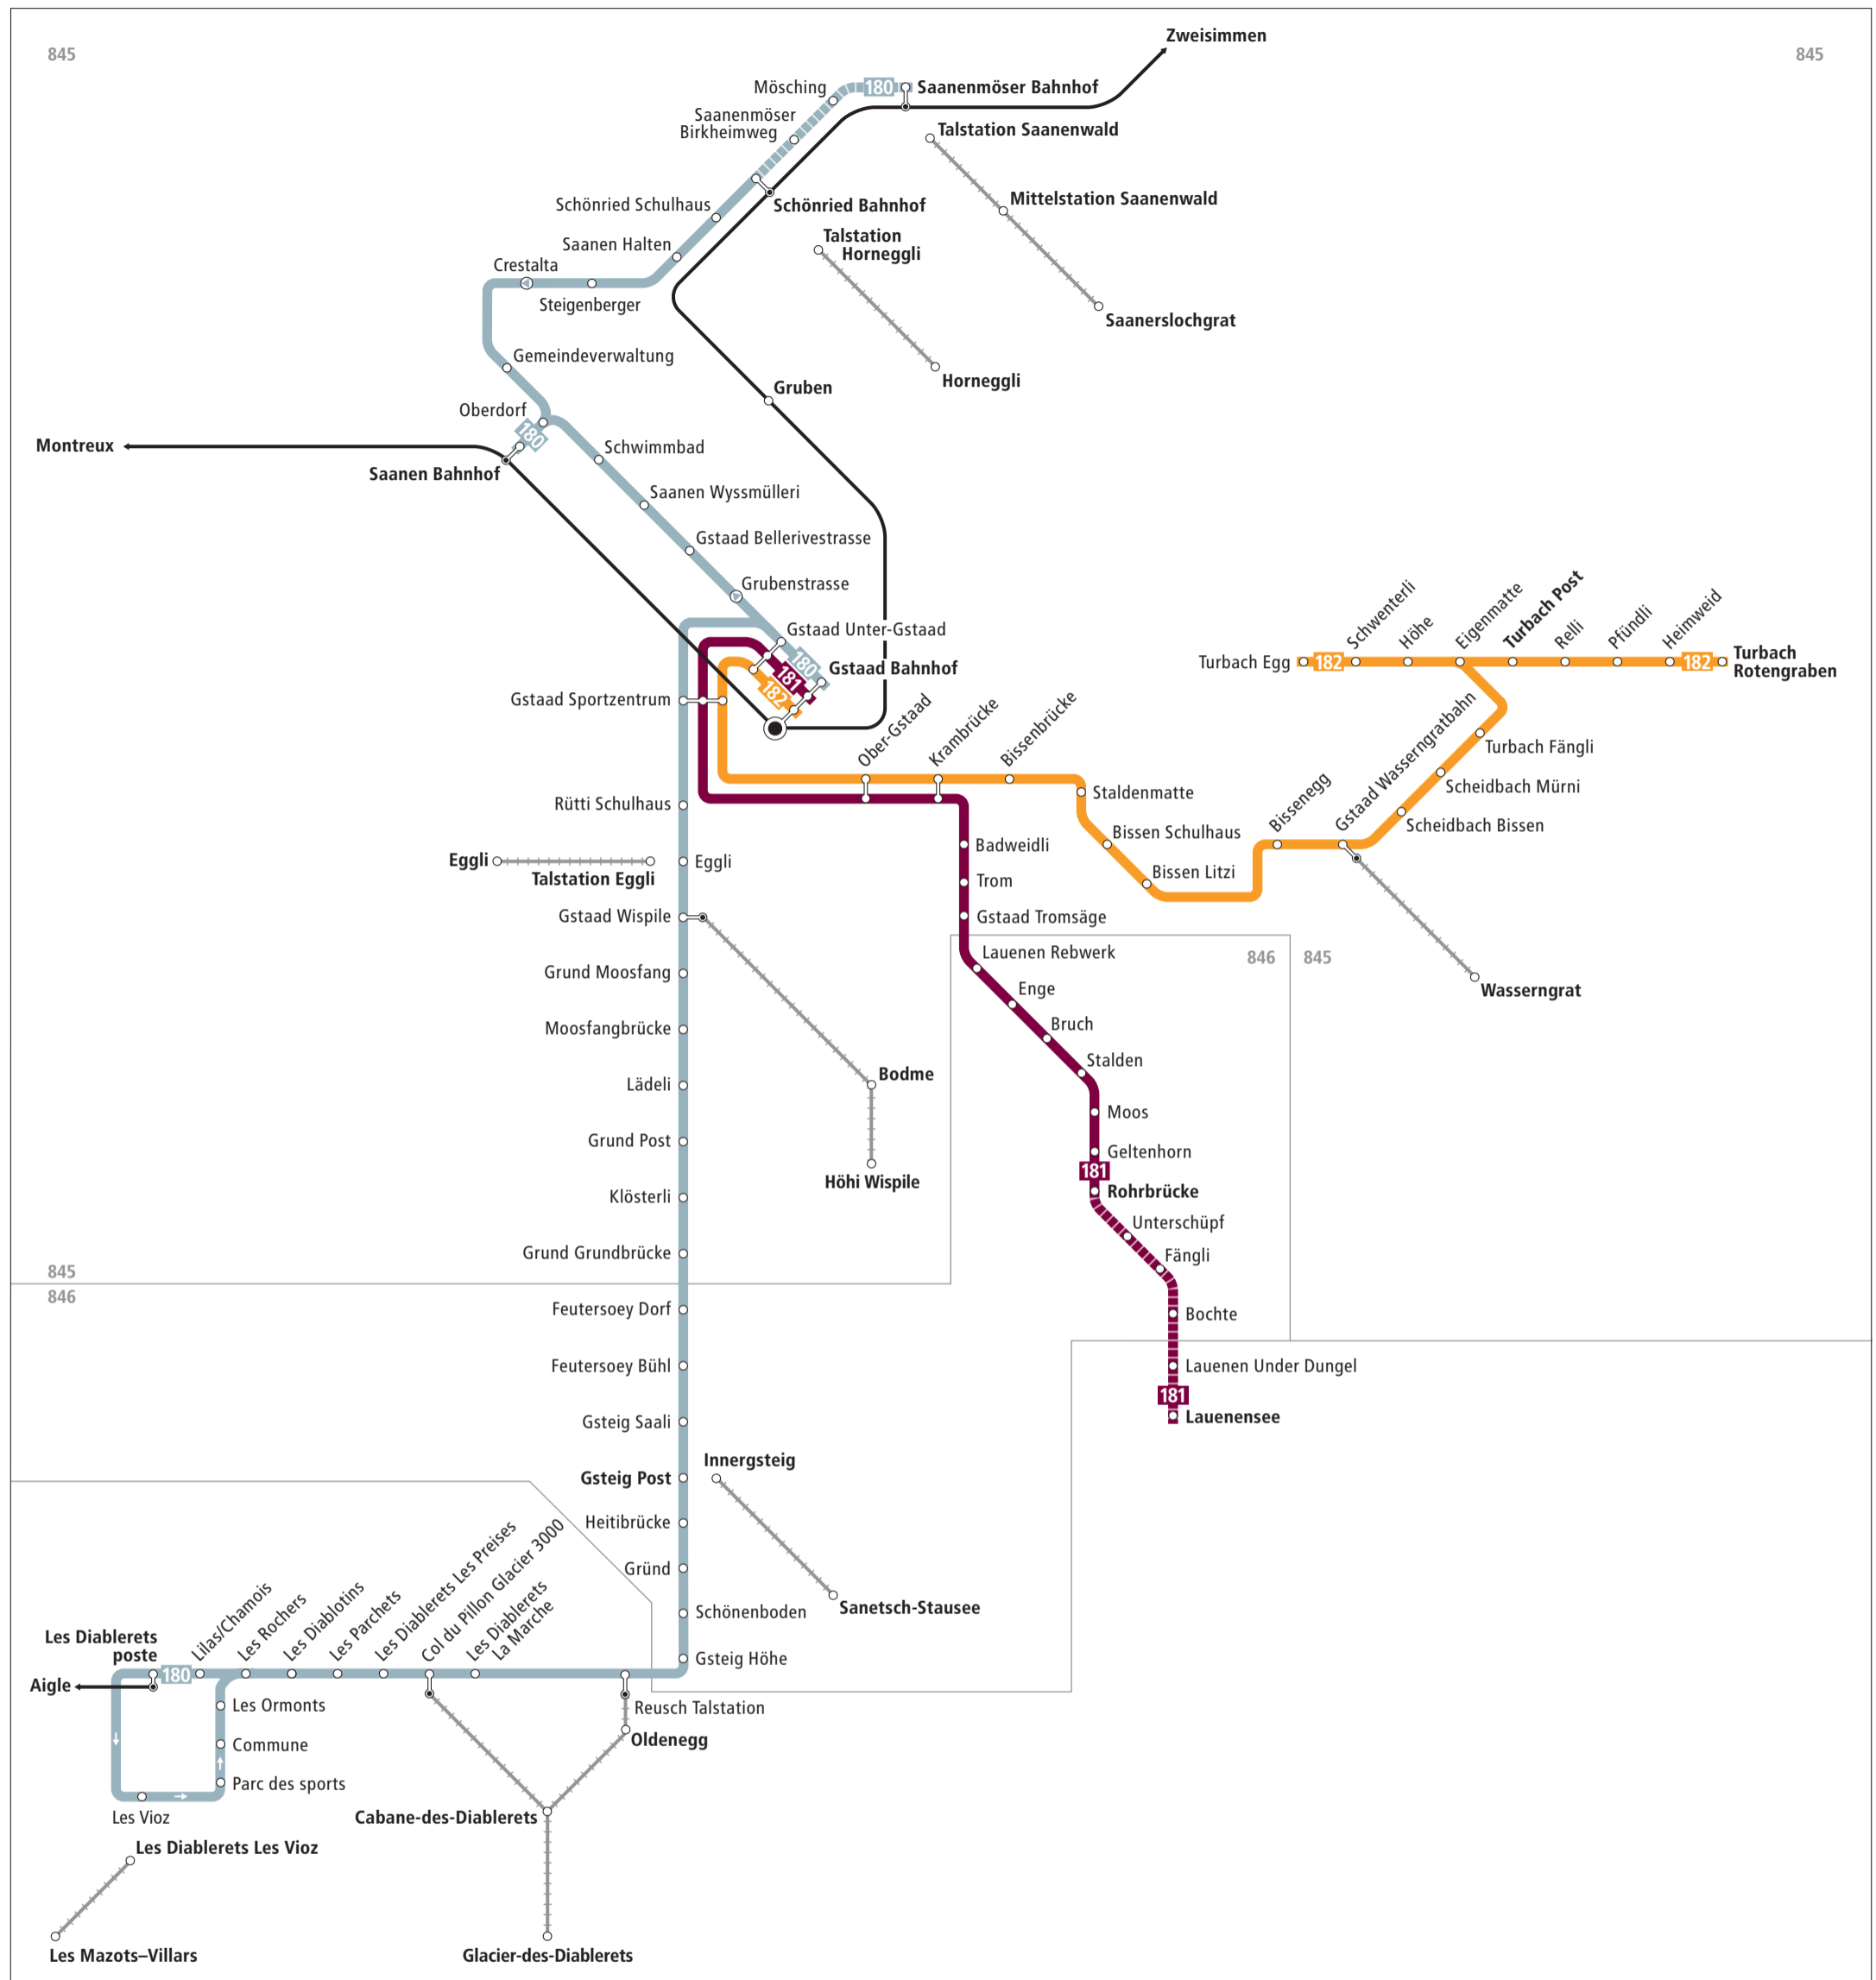 Zweisimmen
845
845
Mösching
180
Saanenmöser Bahnhof
Saanenmöser
Birkheimweg
Talstation Saanenwald
Schönried Schulhaus
Schönried Bahnhof
Mittelstation Saanenwald
Saanen Halten
Talstation
Horneggli
Crestalta
Steigenberger
Saanerslochgrat
Gemeindeverwaltung
Horneggli
Gruben
Oberdorf
180
Montreux
Schwimmbad
Saanen Bahnhof
Saanen Wyssmülleri
Gstaad Bellerivestrasse
Grubenstrasse
Gstaad Unter-Gstaad
180
Gstaad Bahnhof
181
182
Gstaad Sportzentrum
Turbach Egg
182
Schwenterli
Höhe
Eigenmatte
Turbach Post
Relli
Pfündli
Heimweid
182
Turbach
Rotengraben
Ober-Gstaad
Krambrücke
Bissenbrücke
Staldenmatte
Bissen Schulhaus
Bissen Litzi
Bissenegg
Gstaad Wasserngratbahn
Turbach Fängli
Scheidbach Mürni
Scheidbach Bissen
Wasserngrat
Rütti Schulhaus
Eggli
Talstation Eggli
Eggli
Gstaad Wispile
Grund Moosfang
Moosfangbrücke
Lädeli
Grund Post
Klösterli
Grund Grundbrücke
Bodme
Höhi Wispile
Badweidli
Trom
Gstaad Tromsäge
846
845
Lauenen Rebwerk
Enge
Bruch
Stalden
Moos
Geltenhorn
181
Rohrbrücke
Unterschüpf
Fängli
Bochte
Lauenen Under Dungel
181
Lauenensee
845
846
Feutersoey Dorf
Feutersoey Bühl
Gsteig Saali
Gsteig Post
Heitibrücke
Gründ
Schönenboden
Gsteig Höhe
Innergsteig
Sanetsch-Stausee
Les Diablerets
poste
Aigle
180
Lilas/Chamois
Les Rochers
Les Diablotins
Les Parchets
Les Diablerets Les Preises
Col du Pillon Glacier 3000
Les Diablerets
La Marche
Reusch Talstation
Oldenegg
Les Ormonts
Commune
Parc des sports
Les Vioz
Cabane-des-Diablerets
Les Diablerets Les Vioz
Les Mazots–Villars
Glacier-des-Diablerets